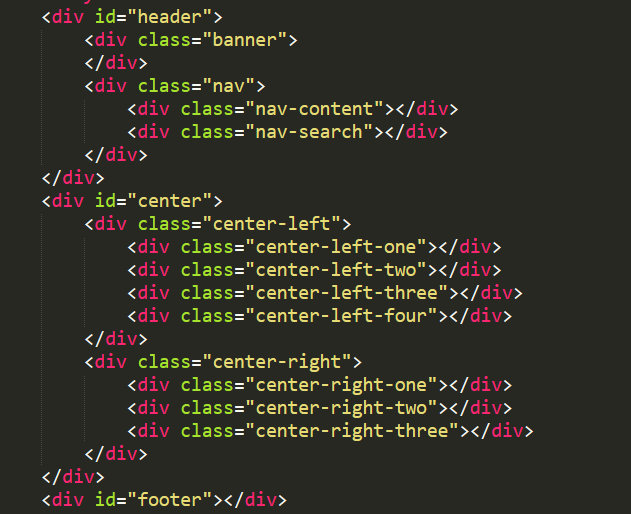 <div id="header">
<div class="banner">
</div>
<div class="nav">
<div class="nav-content"></div>
<div class="nav-search"></div>
</div>
</div>
<div id="center">
<div class="center-left">
<div class="center-left-one"></div>
<div class="center-left-two"></div>
<div class="center-left-three"></div>
<div class="center-left-four"></div>
</div>
<div class="center-right">
<div class="center-right-one"></div>
<div class="center-right-two"></div>
<div class="center-right-three"></div>
</div>
</div>
<div id="footer"></div>